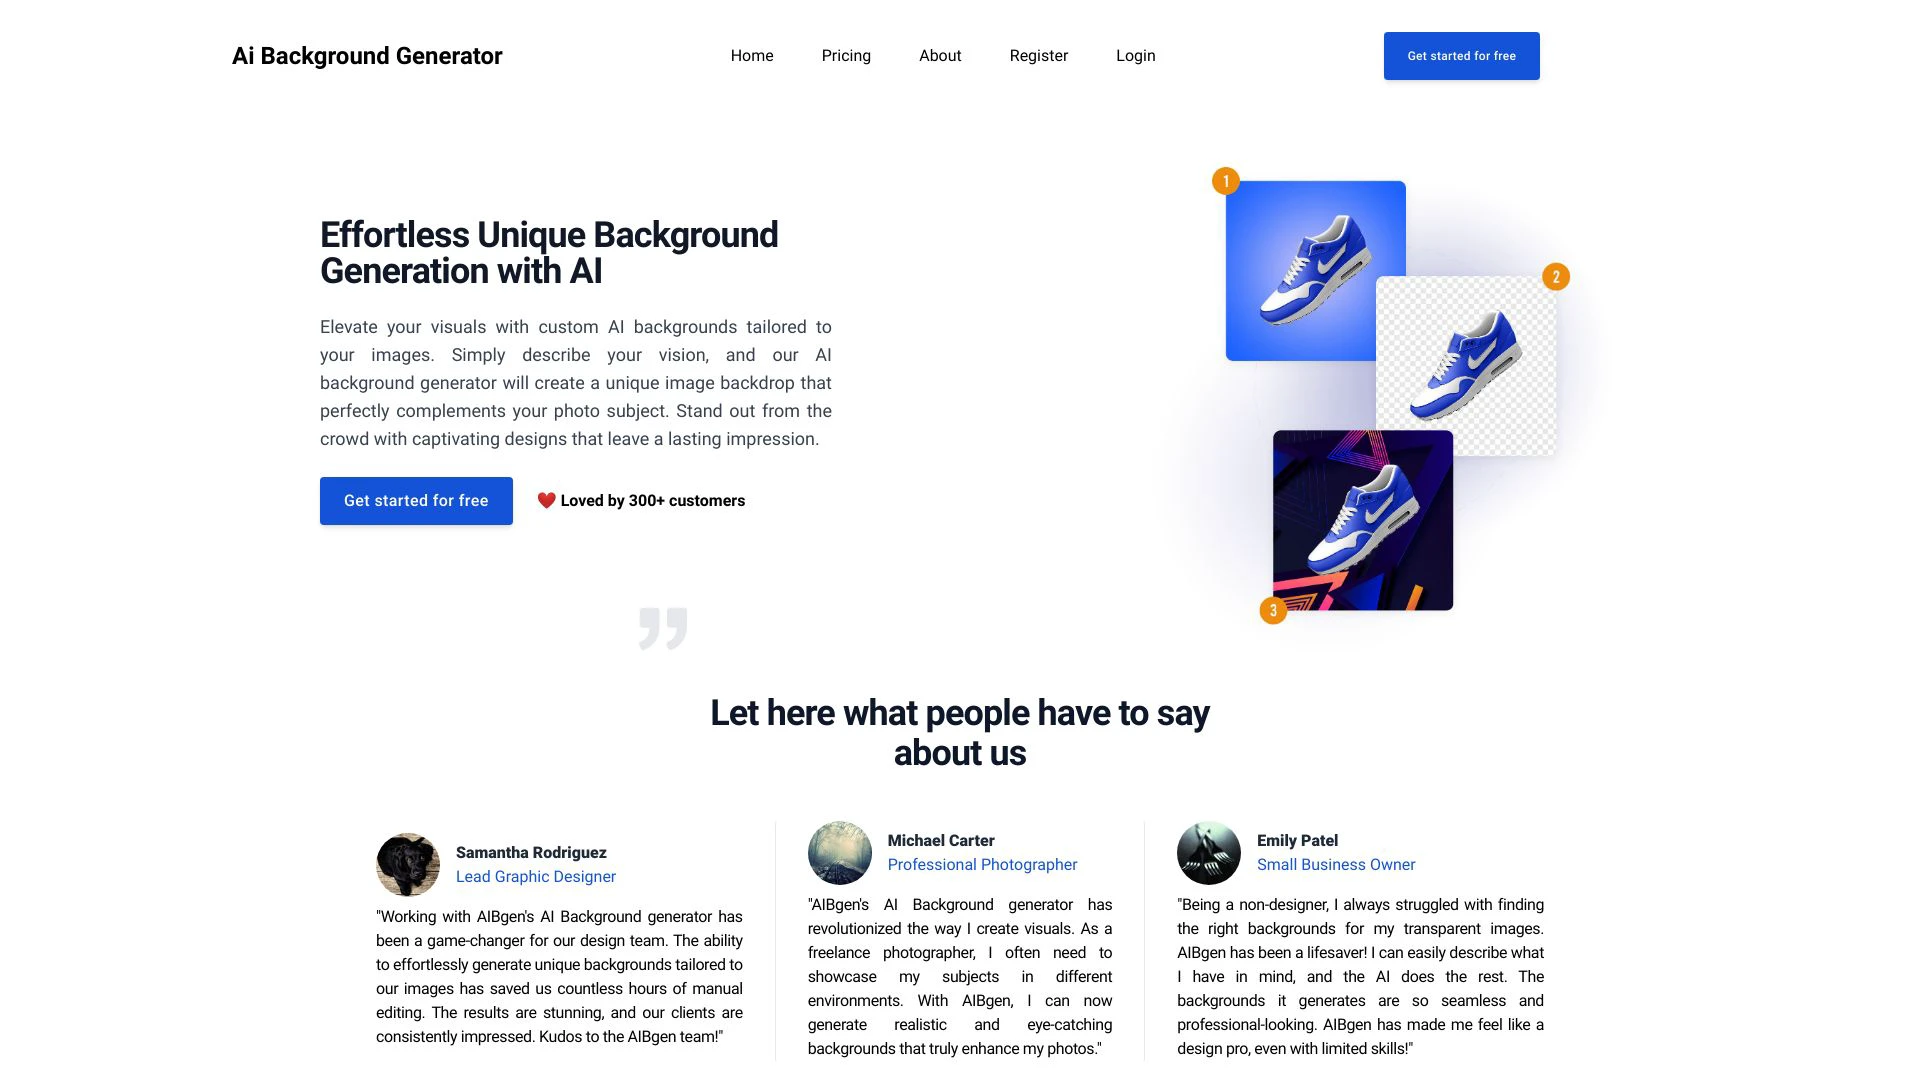 Ai Background Generator
Home
Pricing
About
Register
Login
Get started for free
Effortless Unique Background
Generation with AI
Elevate your visuals with custom AI backgrounds tailored to
your images. Simply describe your vision, and our AI
background generator will create a unique image backdrop that
perfectly complements your photo subject. Stand out from the
crowd with captivating designs that leave a lasting impression.
Get started for free
❤️ Loved by 300+ customers
1
2
3
Let here what people have to say
about us
Samantha Rodriguez
Lead Graphic Designer
"Working with AIBgen's AI Background generator has
been a game-changer for our design team. The ability
to effortlessly generate unique backgrounds tailored to
our images has saved us countless hours of manual
editing. The results are stunning, and our clients are
consistently impressed. Kudos to the AIBgen team!"
Michael Carter
Professional Photographer
"AIBgen's AI Background generator has
revolutionized the way I create visuals. As a
freelance photographer, I often need to
showcase my subjects in different
environments. With AIBgen, I can now
generate realistic and eye-catching
backgrounds that truly enhance my photos."
Emily Patel
Small Business Owner
"Being a non-designer, I always struggled with finding
the right backgrounds for my transparent images.
AIBgen has been a lifesaver! I can easily describe what
I have in mind, and the AI does the rest. The
backgrounds it generates are so seamless and
professional-looking. AIBgen has made me feel like a
design pro, even with limited skills!"